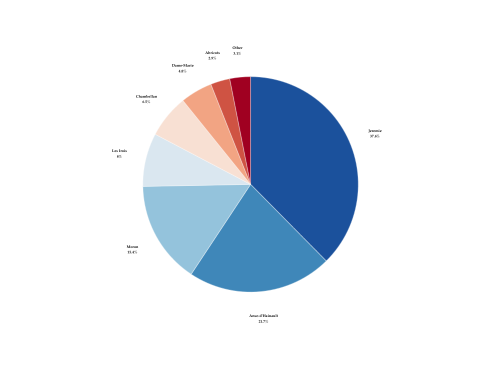 Other
3.1%
Abricots
2.9%
Dame-Marie
4.8%
Chambellan
6.5%
Les Irois
8%
Moron
15.4%
Anse-d'Hainault
21.7%
Jeremie
37.6%